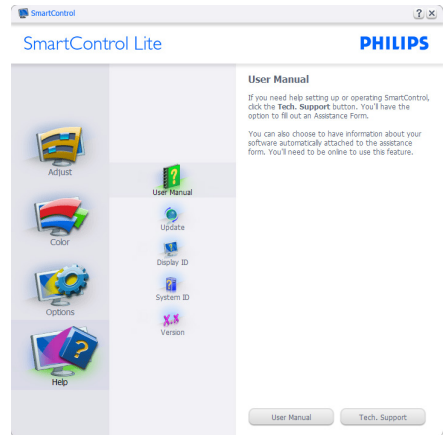 SmartControl
SmartControl Lite
PHILIPS
Adjust
Color
Options
Help
User Manual
Update
Display ID
System ID
X.X
Version
User Manual
If you need help setting up or operating SmartControl,
click the Tech. Support button. You'll have the
option to fill out an Assistance Form.
You can also choose to have information about your
software automatically attached to the assistance
form. You'll need to be online to use this feature.
User Manual
Tech. Support